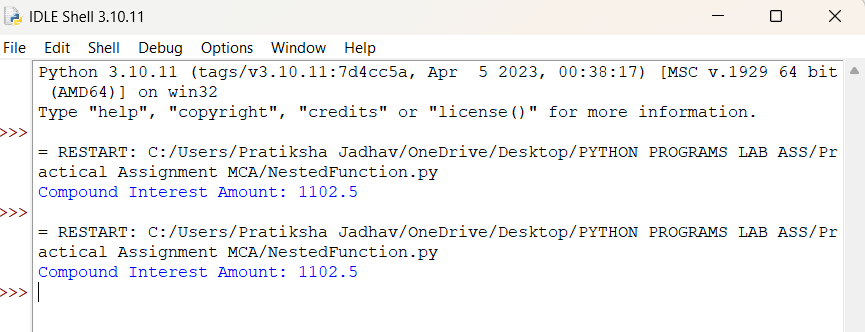 IDLE Shell 3.10.11
File Edit Shell Debug Options Window Help
Python 3.10.11 (tags/v3.10.11:7d4cc5a, Apr  5 2023, 00:38:17) [MSC v.1929 64 bit
 (AMD64)] on win32
Type "help", "copyright", "credits" or "license()" for more information.
>>>
= RESTART: C:/Users/Pratiksha Jadhav/OneDrive/Desktop/PYTHON PROGRAMS LAB ASS/Pr
actical Assignment MCA/NestedFunction.py
Compound Interest Amount: 1102.5
>>>
= RESTART: C:/Users/Pratiksha Jadhav/OneDrive/Desktop/PYTHON PROGRAMS LAB ASS/Pr
actical Assignment MCA/NestedFunction.py
Compound Interest Amount: 1102.5
>>>